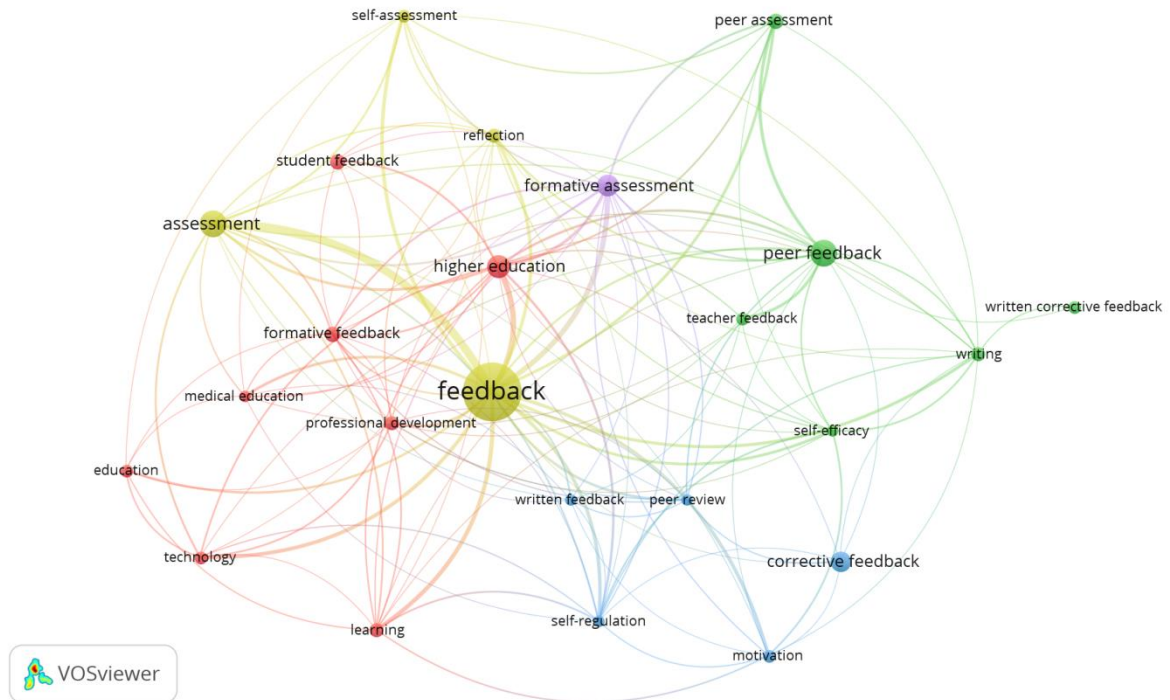 self-assessment
peer assessment
reflection
student feedback
formative assessment
assessment
peer feedback
higher education
written corrective feedback
teacher feedback
formative feedback
writing
feedback
medical education
professional development
self-efficacy
education
written feedback
peer review
technology
corrective feedback
self-regulation
learning
motivation
VOSviewer